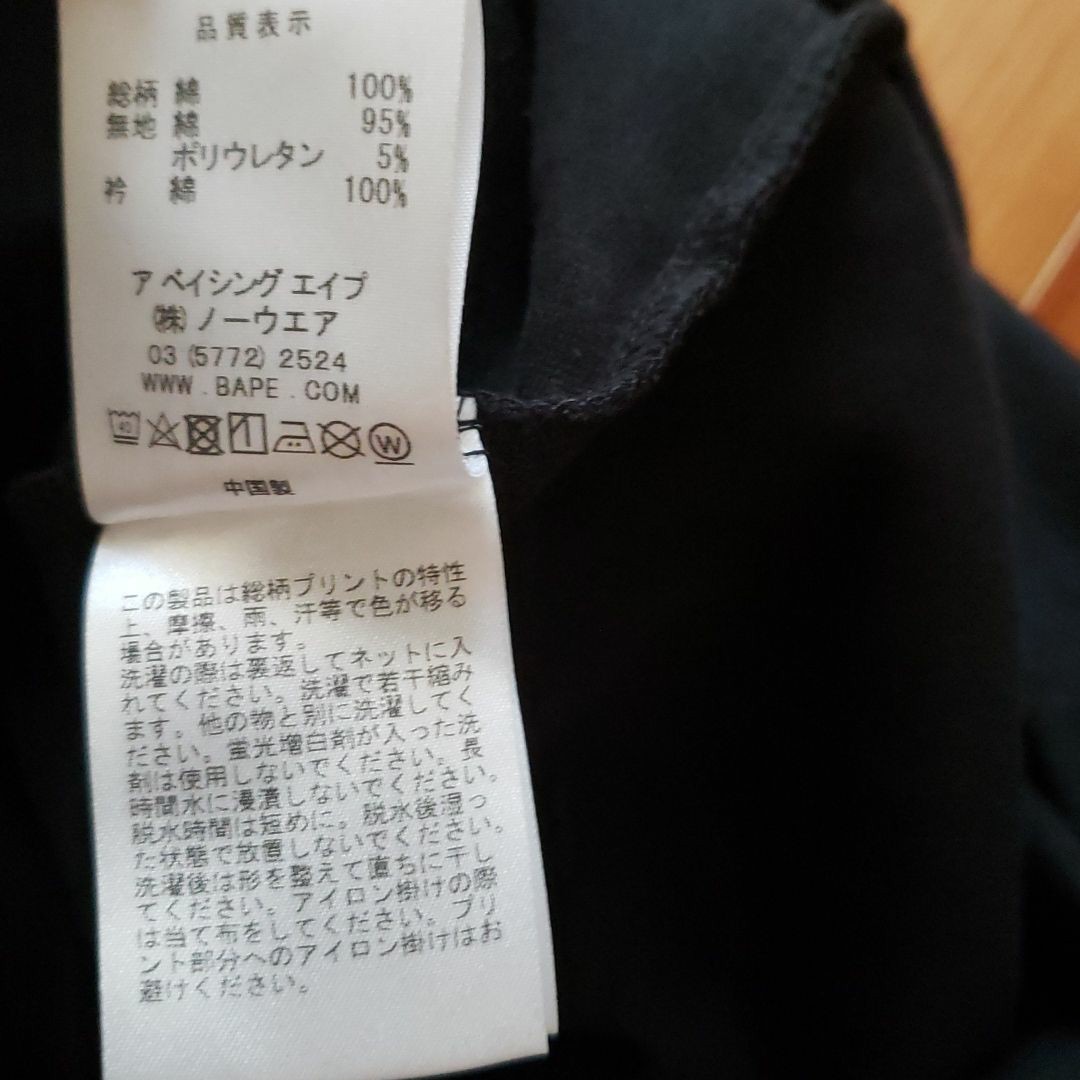 品質表示
総柄 綿 100%
無地 綿 95%
ポリウレタン 5%
衿 綿 100%
ア ベイシング エイプ
㈱ ノーウエア
03 (5772) 2524
WWW.BAPE.COM
40
W
中国製
この製品は総柄プリントの特性
上、摩擦、雨、汗等で色が移る
場合があります。
洗濯の際は裏返してネットに入
れてください。洗濯で若干縮み
ます。他の物と別に洗濯してく
ださい。蛍光増白剤が入った洗
剤は使用しないでください。長
時間水に浸漬しないでください。
脱水時間は短めに。脱水後湿っ
た状態で放置しないでください。
洗濯後は形を整えて直ちに干し
てください。アイロン掛けの際
は当て布をしてください。プリ
ント部分へのアイロン掛けはお
避けください。